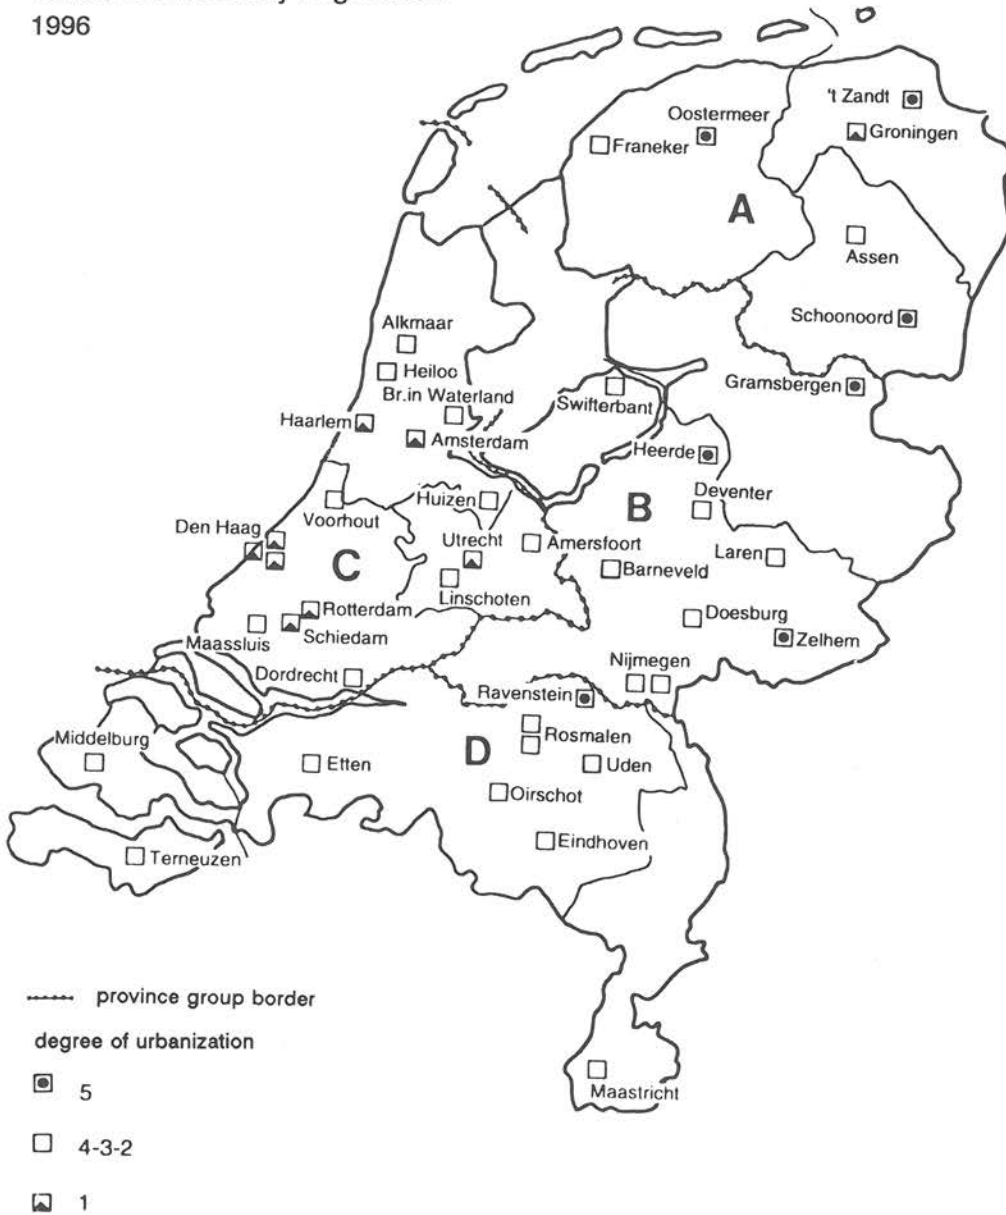 1996
't Zandt
Oostermeer
Groningen
Franeker
A
Assen
Schoonoord
Alkmaar
Heiloo
Gramsbergen
Br.in Waterland
Swifterbant
Haarlem
Amsterdam
Heerde
Deventer
Huizen
B
Voorhout
Den Haag
Utrecht
Amersfoort
Laren
C
Barneveld
Linschoten
Rotterdam
Doesburg
Schiedam
Maassluis
Zelhem
Dordrecht
Nijmegen
Ravenstein
Rosmalen
Middelburg
D
Etten
Uden
Oirschot
Eindhoven
Terneuzen
province group border
degree of urbanization
5
Maastricht
4-3-2
1